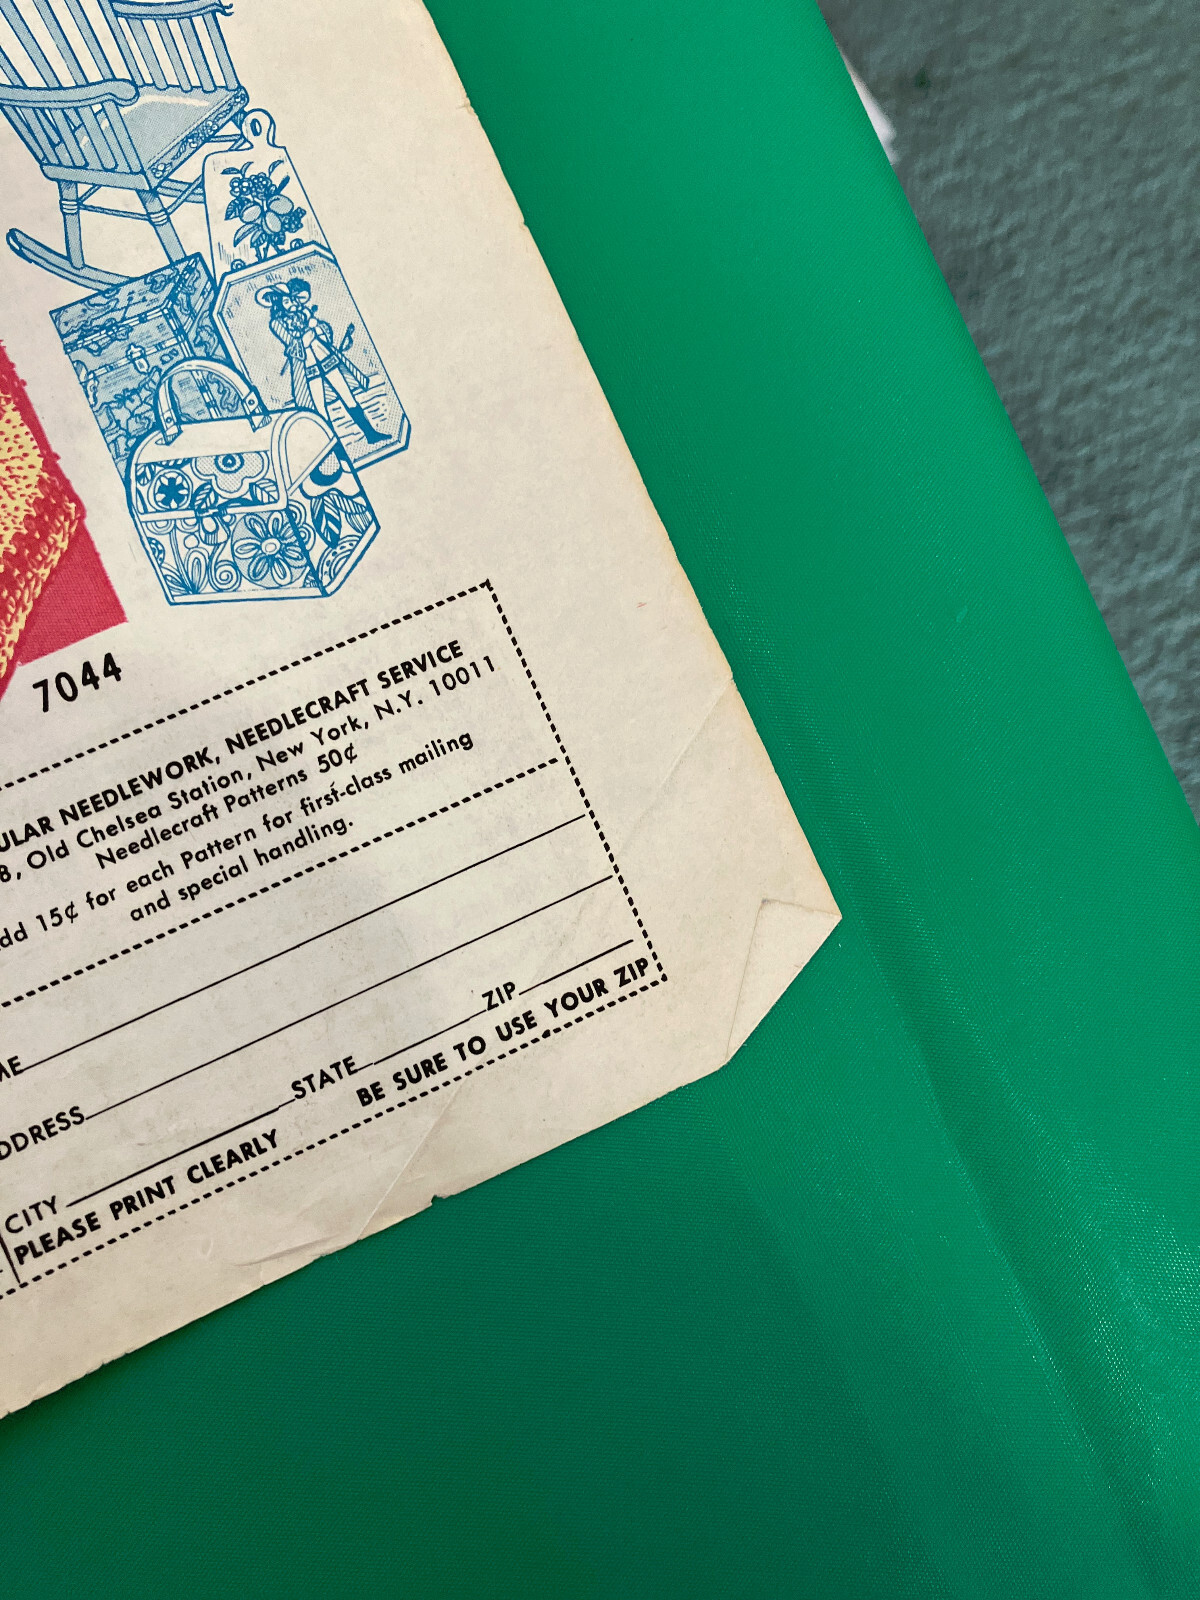 7044
ULAR NEEDLEWORK, NEEDLECRAFT SERVICE
8, Old Chelsea Station, New York, N.Y. 10011
Needlecraft Patterns 50¢
dd 15¢ for each Pattern for first-class mailing
and special handling.
ME
DDRESS
CITY STATE ZIP
PLEASE PRINT CLEARLY BE SURE TO USE YOUR ZIP